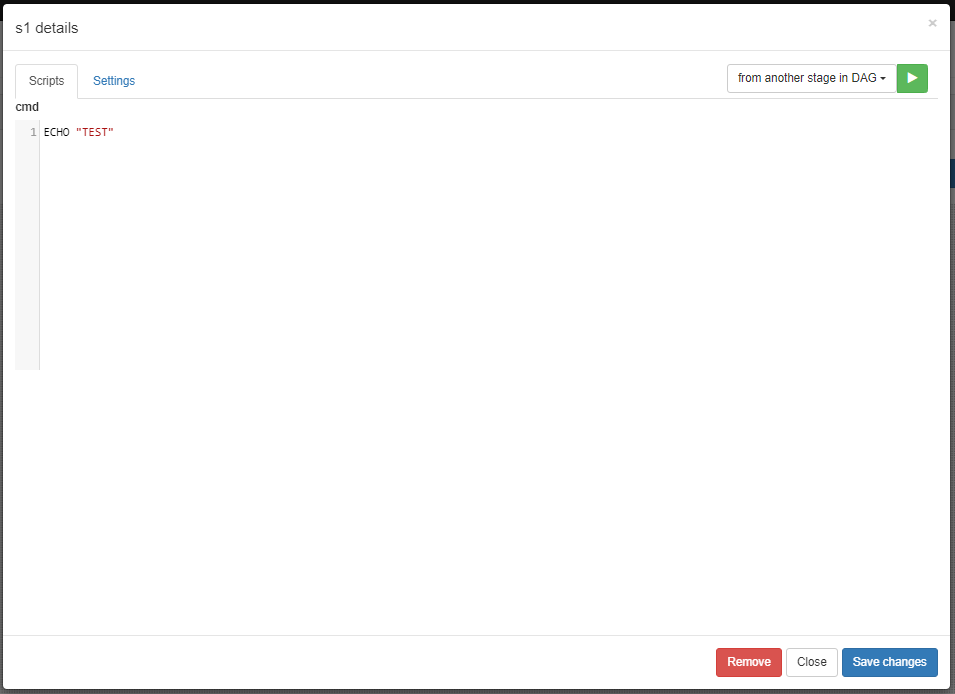 s1 details
×
Scripts
Settings
from another stage in DAG
cmd
1 ECHO "TEST"
Remove
Close
Save changes